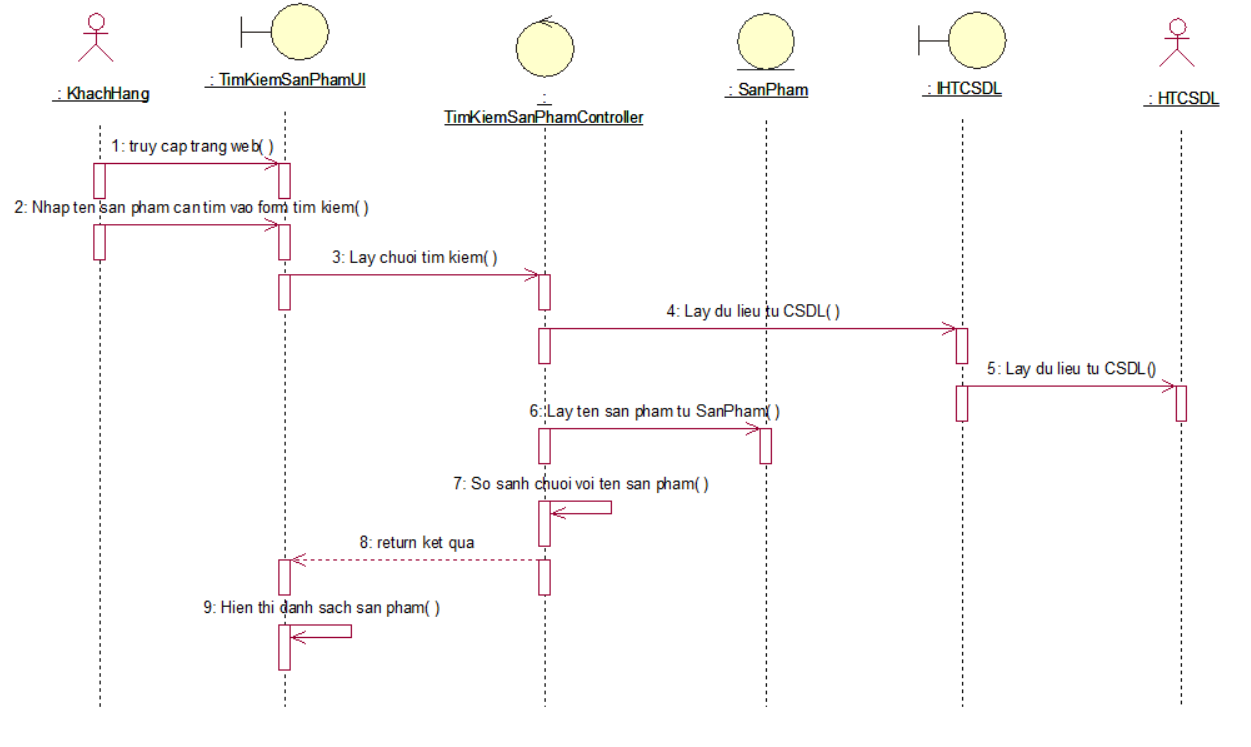 : KhachHang
: TimKiemSanPhamUI
:
TimKiemSanPhamController
: SanPham
: IHTCSDL
: HTCSDL
1: truy cap trang web( )
2: Nhap ten san pham can tim vao form tim kiem( )
3: Lay chuoi tim kiem( )
4: Lay du lieu tu CSDL( )
5: Lay du lieu tu CSDL()
6: Lay ten san pham tu SanPham( )
7: So sanh chuoi voi ten san pham( )
8: return ket qua
9: Hien thi danh sach san pham( )